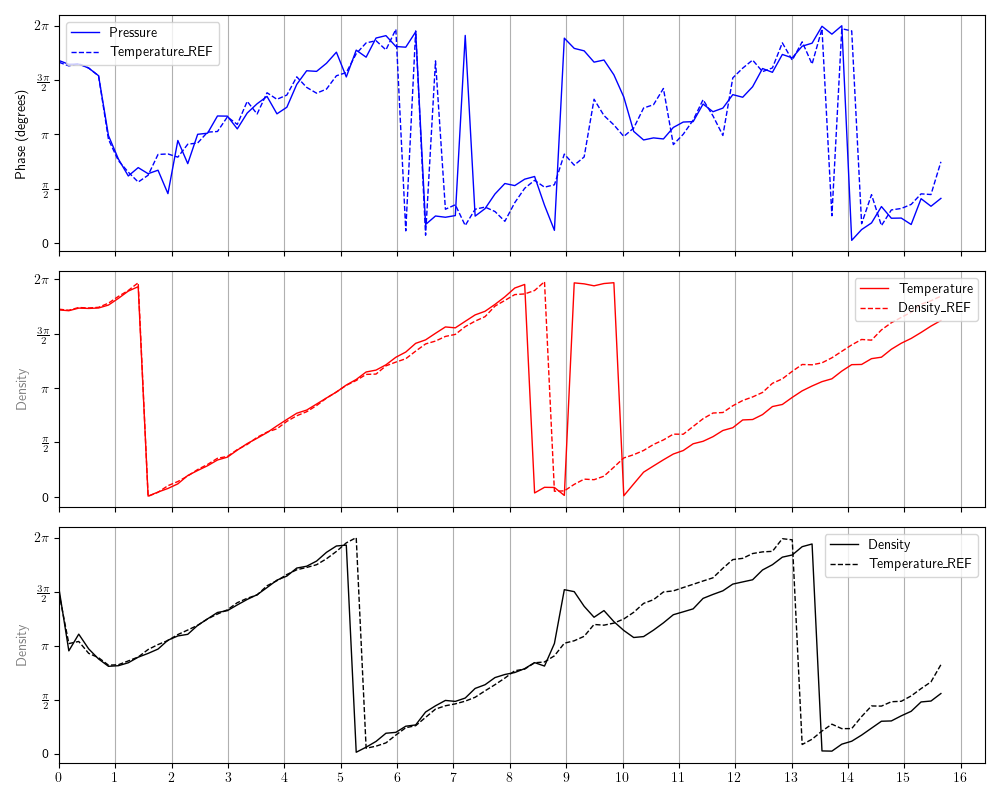 Pressure
Temperature_REF
Phase (degrees)
2π
3π/2
π
π/2
0
Temperature
Density_REF
Density
2π
3π/2
π
π/2
0
Density
Temperature_REF
Density
2π
3π/2
π
π/2
0
0 1 2 3 4 5 6 7 8 9 10 11 12 13 14 15 16